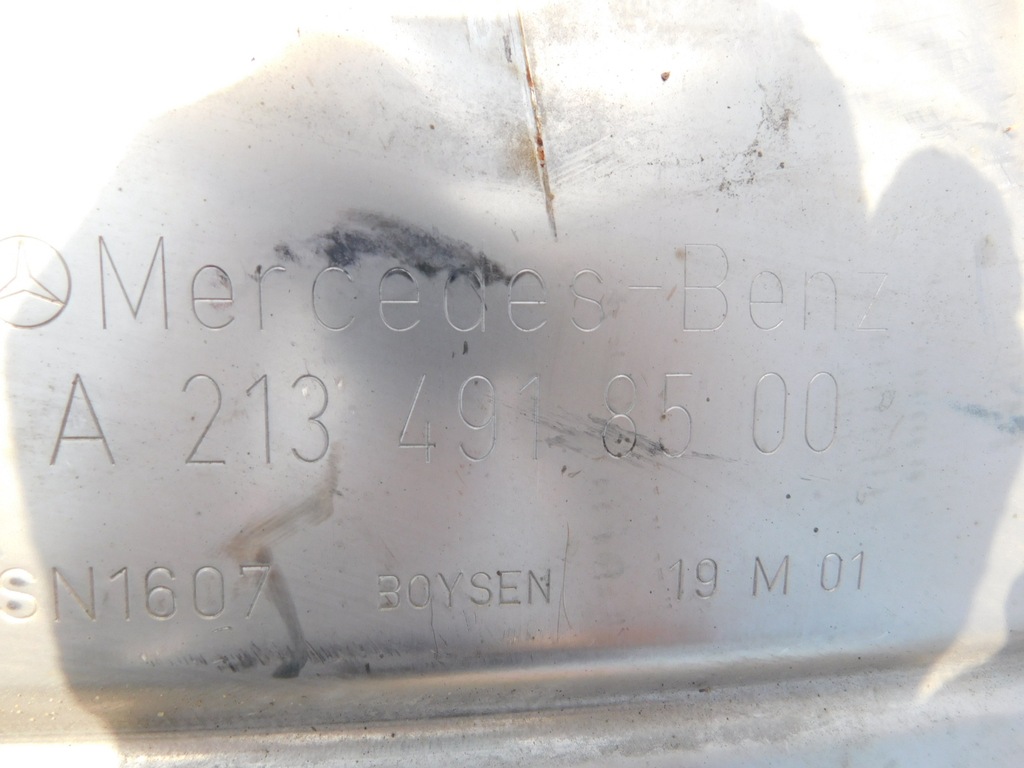 Mercedes-Benz
A 213 491 85 00
SN1607 BOYSEN 19 M 01